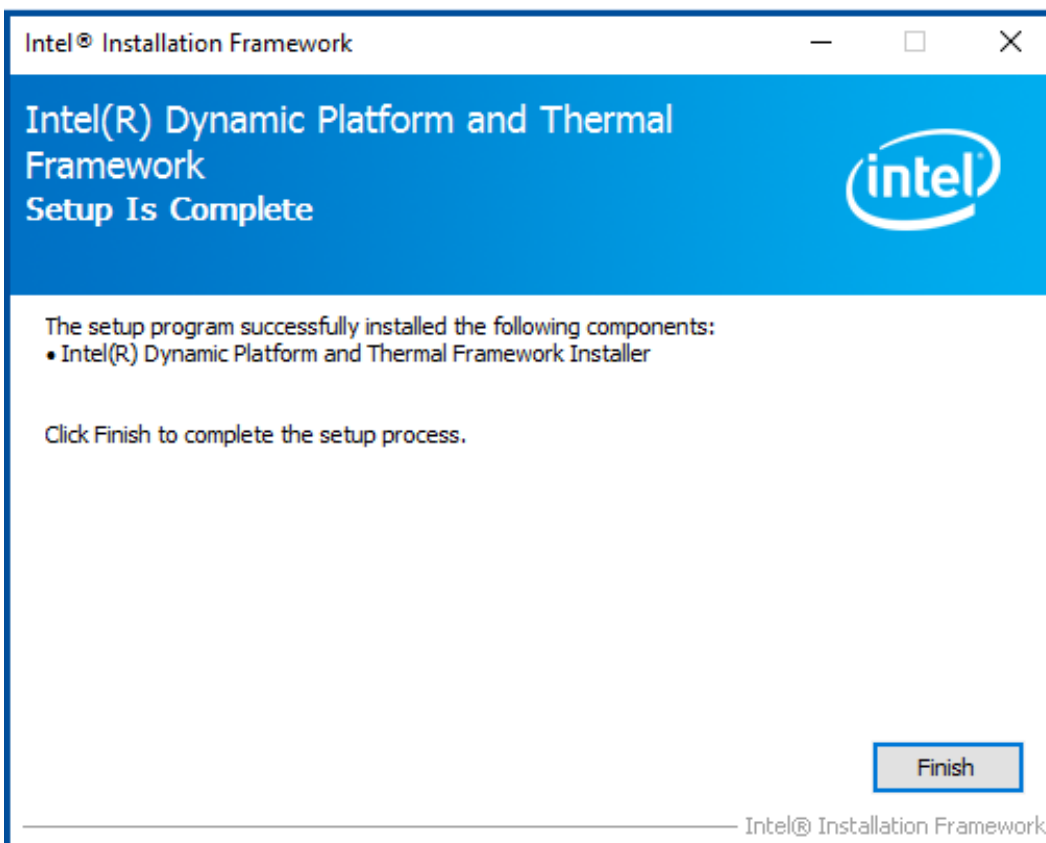 Intel® Installation Framework
Intel(R) Dynamic Platform and Thermal
Framework
Setup Is Complete
intel
The setup program successfully installed the following components:
• Intel(R) Dynamic Platform and Thermal Framework Installer
Click Finish to complete the setup process.
Finish
Intel® Installation Framework